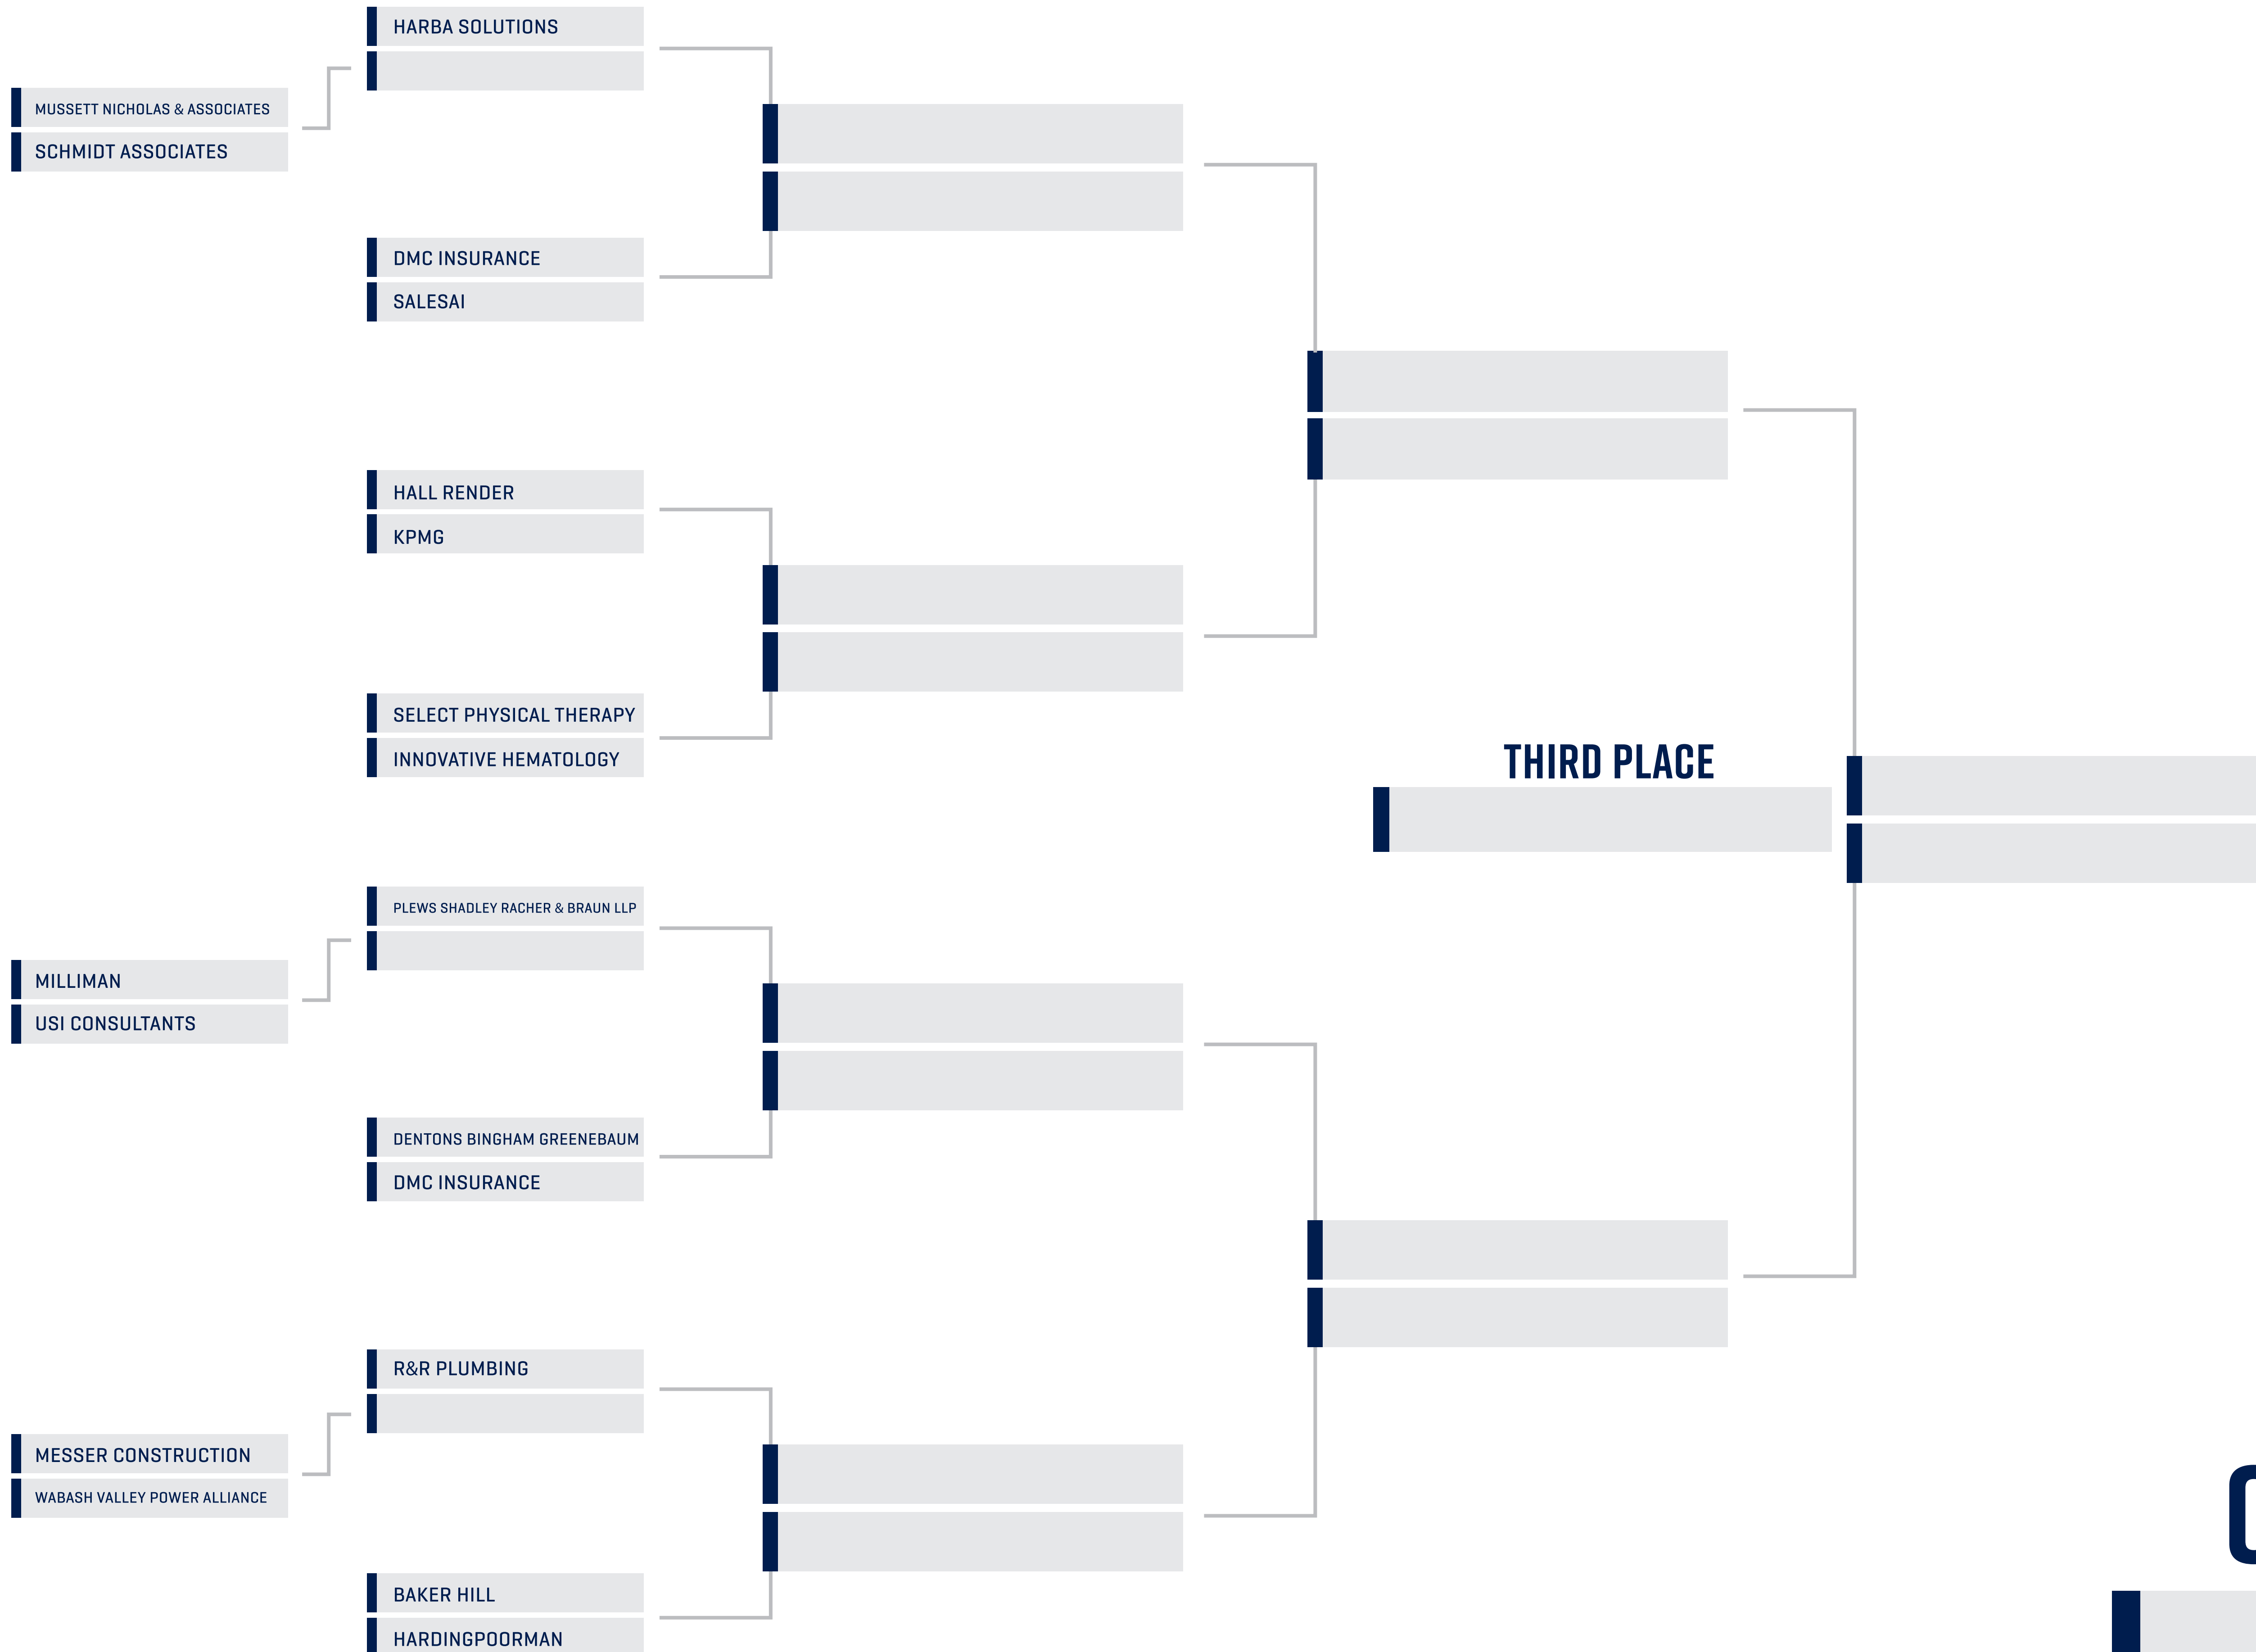 HARBA SOLUTIONS
MUSSETT NICHOLAS & ASSOCIATES
SCHMIDT ASSOCIATES
DMC INSURANCE
SALESAI
HALL RENDER
KPMG
SELECT PHYSICAL THERAPY
INNOVATIVE HEMATOLOGY
THIRD PLACE
PLEWS SHADLEY RACHER & BRAUN LLP
MILLIMAN
USI CONSULTANTS
DENTONS BINGHAM GREENEBAUM
DMC INSURANCE
R&R PLUMBING
MESSER CONSTRUCTION
WABASH VALLEY POWER ALLIANCE
BAKER HILL
HARDINGPOORMAN